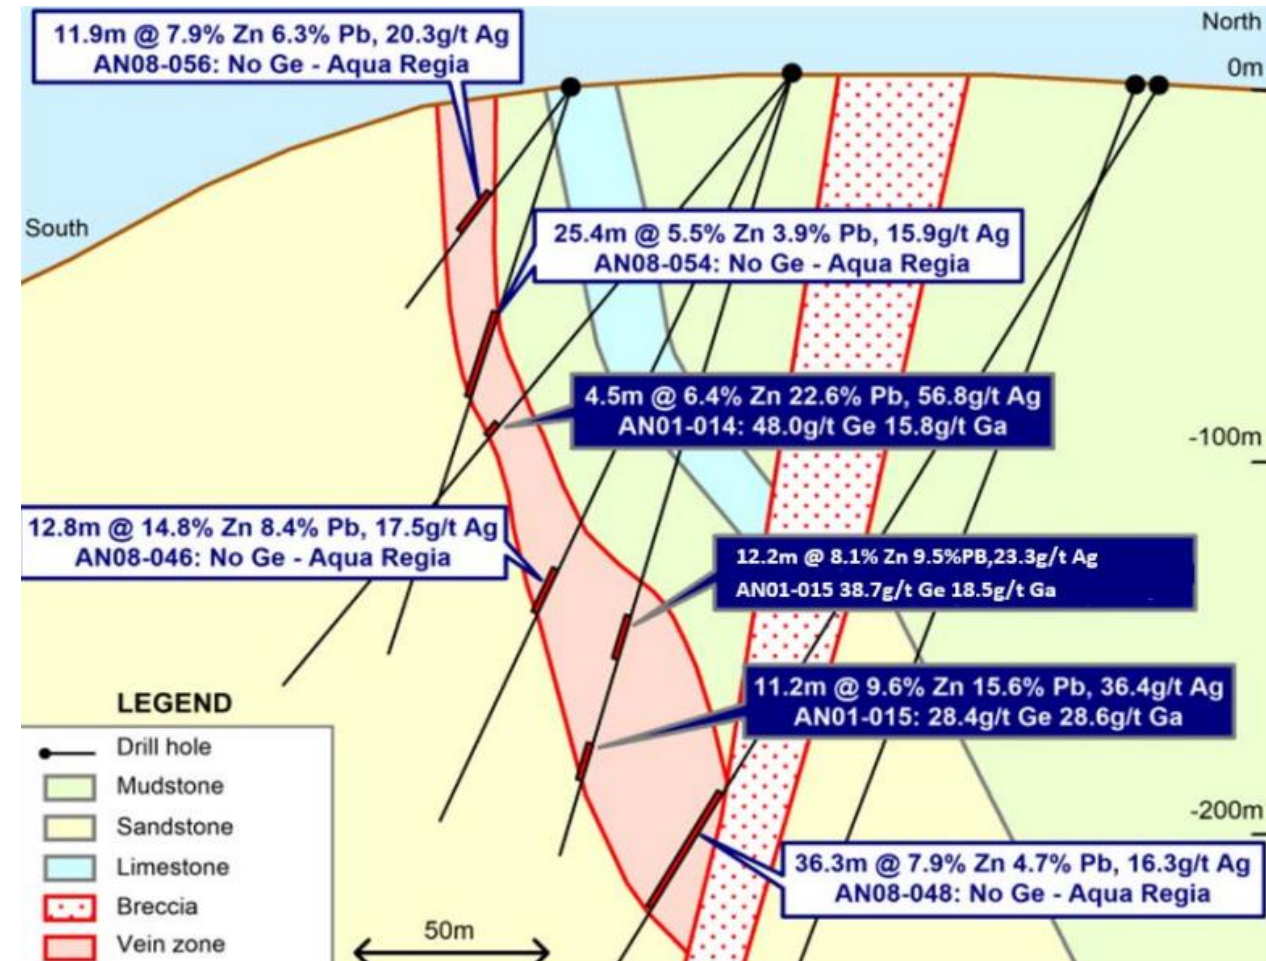 11.9m @ 7.9% Zn 6.3% Pb, 20.3g/t Ag
AN08-056: No Ge - Aqua Regia
North
0m
South
25.4m @ 5.5% Zn 3.9% Pb, 15.9g/t Ag
AN08-054: No Ge - Aqua Regia
4.5m @ 6.4% Zn 22.6% Pb, 56.8g/t Ag
AN01-014: 48.0g/t Ge 15.8g/t Ga
-100m
12.8m @ 14.8% Zn 8.4% Pb, 17.5g/t Ag
AN08-046: No Ge - Aqua Regia
12.2m @ 8.1% Zn 9.5%PB,23.3g/t Ag
AN01-015 38.7g/t Ge 18.5g/t Ga
11.2m @ 9.6% Zn 15.6% Pb, 36.4g/t Ag
AN01-015: 28.4g/t Ge 28.6g/t Ga
-200m
36.3m @ 7.9% Zn 4.7% Pb, 16.3g/t Ag
AN08-048: No Ge - Aqua Regia
LEGEND
Drill hole
Mudstone
Sandstone
Limestone
Breccia
Vein zone
50m